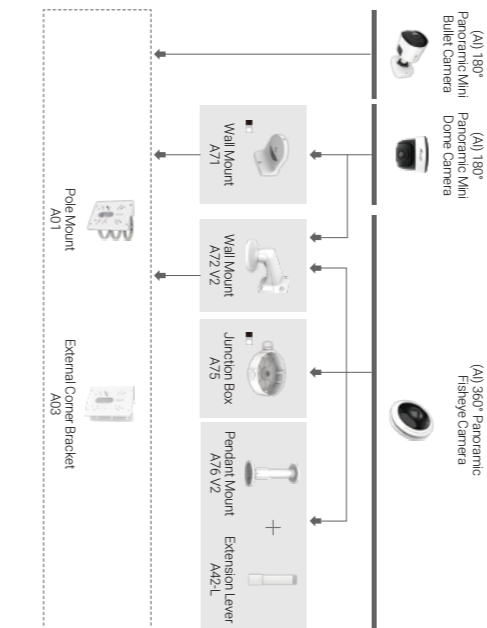 (AI) 180°
Panoramic Mini
Bullet Camera
(AI) 180°
Panoramic Mini
Dome Camera
(AI) 360° Panoramic
Fisheye Camera
Wall Mount
A71
Wall Mount
A72 V2
Junction Box
A75
Pendant Mount
A76 V2
+
Extension Lever
A42-L
Pole Mount
A01
External Corner Bracket
A03